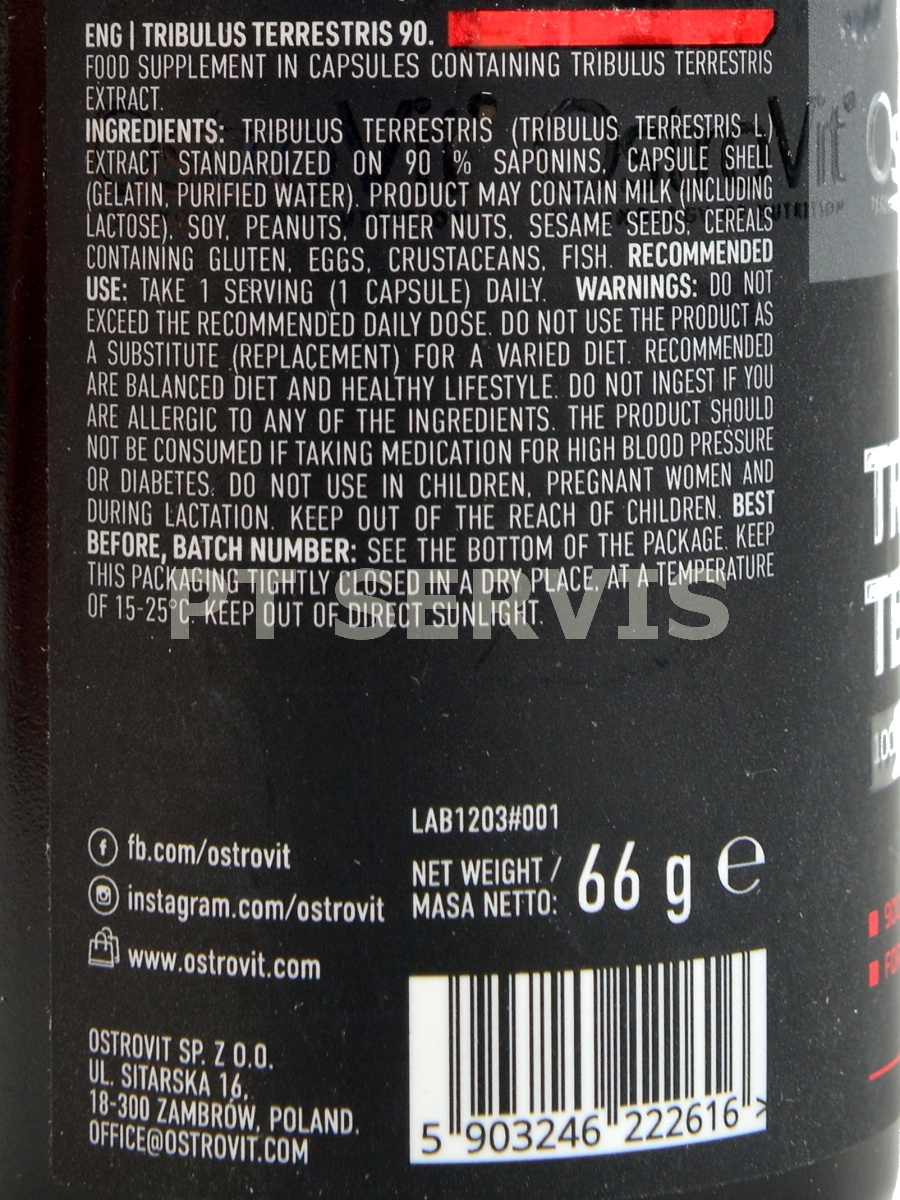 ENG | TRIBULUS TERRESTRIS 90.
FOOD SUPPLEMENT IN CAPSULES CONTAINING TRIBULUS TERRESTRIS
EXTRACT.
INGREDIENTS: TRIBULUS TERRESTRIS (TRIBULUS TERRESTRIS L.)
EXTRACT STANDARDIZED ON 90 % SAPONINS, CAPSULE SHELL
(GELATIN, PURIFIED WATER). PRODUCT MAY CONTAIN MILK (INCLUDING
LACTOSE), SOY, PEANUTS, OTHER NUTS, SESAME SEEDS, CEREALS
CONTAINING GLUTEN, EGGS, CRUSTACEANS, FISH. RECOMMENDED
USE: TAKE 1 SERVING (1 CAPSULE) DAILY. WARNINGS: DO NOT
EXCEED THE RECOMMENDED DAILY DOSE. DO NOT USE THE PRODUCT AS
A SUBSTITUTE (REPLACEMENT) FOR A VARIED DIET. RECOMMENDED
ARE BALANCED DIET AND HEALTHY LIFESTYLE. DO NOT INGEST IF YOU
ARE ALLERGIC TO ANY OF THE INGREDIENTS. THE PRODUCT SHOULD
NOT BE CONSUMED IF TAKING MEDICATION FOR HIGH BLOOD PRESSURE
OR DIABETES. DO NOT USE IN CHILDREN, PREGNANT WOMEN AND
DURING LACTATION. KEEP OUT OF THE REACH OF CHILDREN. BEST
BEFORE, BATCH NUMBER: SEE THE BOTTOM OF THE PACKAGE. KEEP
THIS PACKAGING TIGHTLY CLOSED IN A DRY PLACE, AT A TEMPERATURE
OF 15-25°C. KEEP OUT OF DIRECT SUNLIGHT.
PT SERVIS
LAB1203#001
fb.com/ostrovit
instagram.com/ostrovit
www.ostrovit.com
NET WEIGHT /
MASA NETTO: 66 g e
OSTROVIT SP. Z O.O.
UL. SITARSKA 16,
18-300 ZAMBRÓW, POLAND.
OFFICE@OSTROVIT.COM
5 903246 222616 >